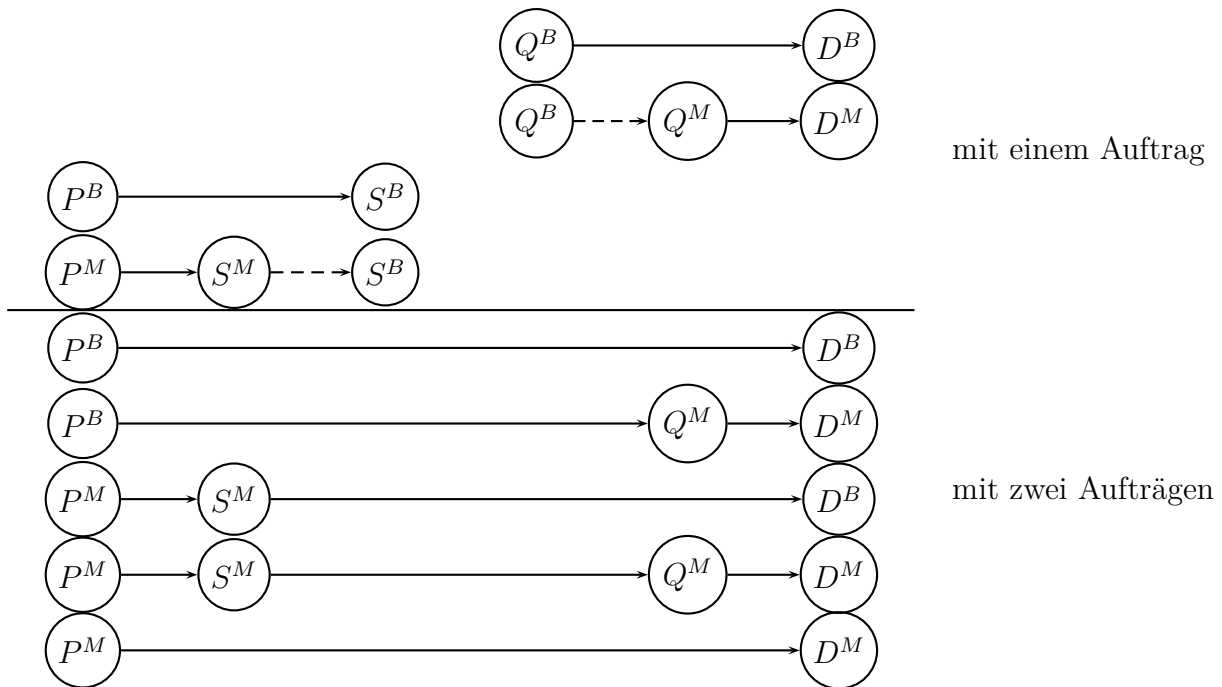 Q^B D^B
Q^B Q^M D^M
mit einem Auftrag
P^B S^B
P^M S^M S^B
P^B D^B
P^B Q^M D^M
P^M S^M D^B
mit zwei Aufträgen
P^M S^M Q^M D^M
P^M D^M